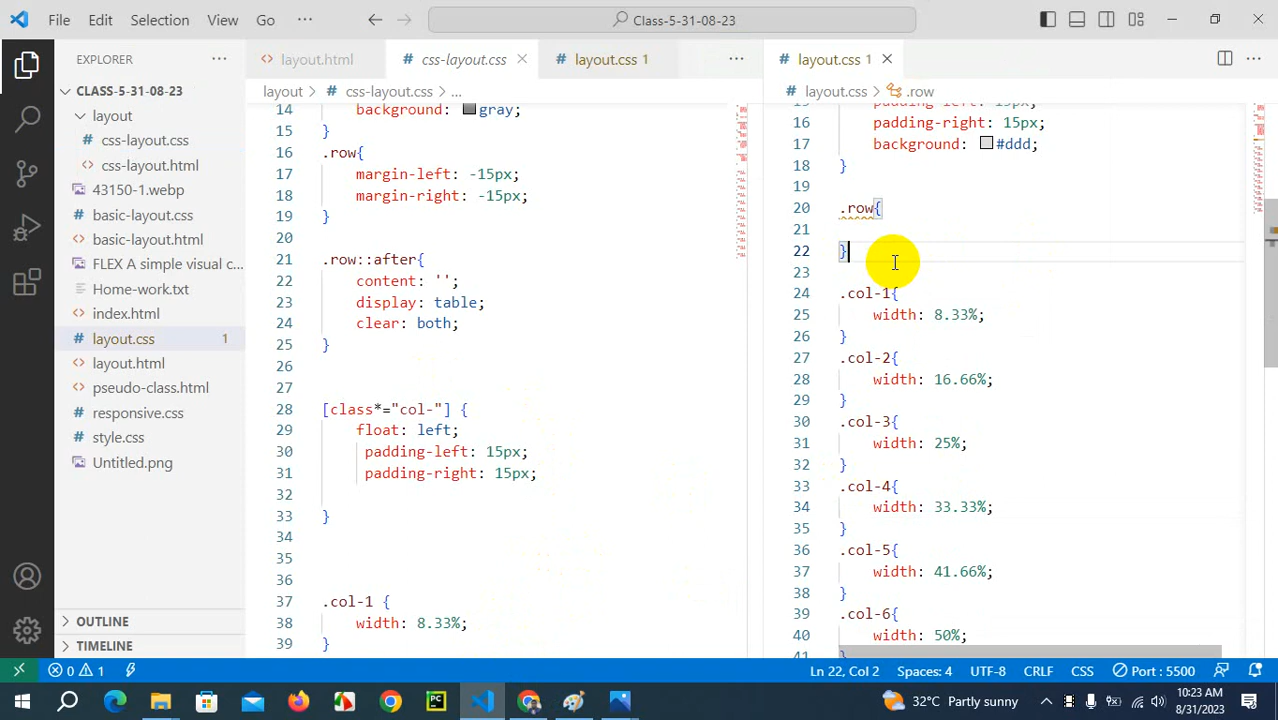 File Edit Selection View Go ··· Class-5-31-08-23
EXPLORER ···
CLASS-5-31-08-23
layout
# css-layout.css
<> css-layout.html
43150-1.webp
# basic-layout.css
<> basic-layout.html
FLEX A simple visual c...
Home-work.txt
<> index.html
# layout.css 1
<> layout.html
<> pseudo-class.html
# responsive.css
# style.css
Untitled.png
OUTLINE
TIMELINE
<> layout.html # css-layout.css # layout.css 1 ···
layout > # css-layout.css > ...
14 background: gray;
15 }
16 .row{
17 margin-left: -15px;
18 margin-right: -15px;
19 }
20
21 .row::after{
22 content: '';
23 display: table;
24 clear: both;
25 }
26
27
28 [class*="col-"] {
29 float: left;
30 padding-left: 15px;
31 padding-right: 15px;
32
33 }
34
35
36
37 .col-1 {
38 width: 8.33%;
39 }
# layout.css 1 ···
# layout.css > .row
15 padding-left: 15px;
16 padding-right: 15px;
17 background: #ddd;
18 }
19
20 .row{
21
22 }
23
24 .col-1{
25 width: 8.33%;
26 }
27 .col-2{
28 width: 16.66%;
29 }
30 .col-3{
31 width: 25%;
32 }
33 .col-4{
34 width: 33.33%;
35 }
36 .col-5{
37 width: 41.66%;
38 }
39 .col-6{
40 width: 50%;
41 }
0 1 Ln 22, Col 2 Spaces: 4 UTF-8 CRLF CSS Port : 5500
PC 32°C Partly sunny 10:23 AM
8/31/2023